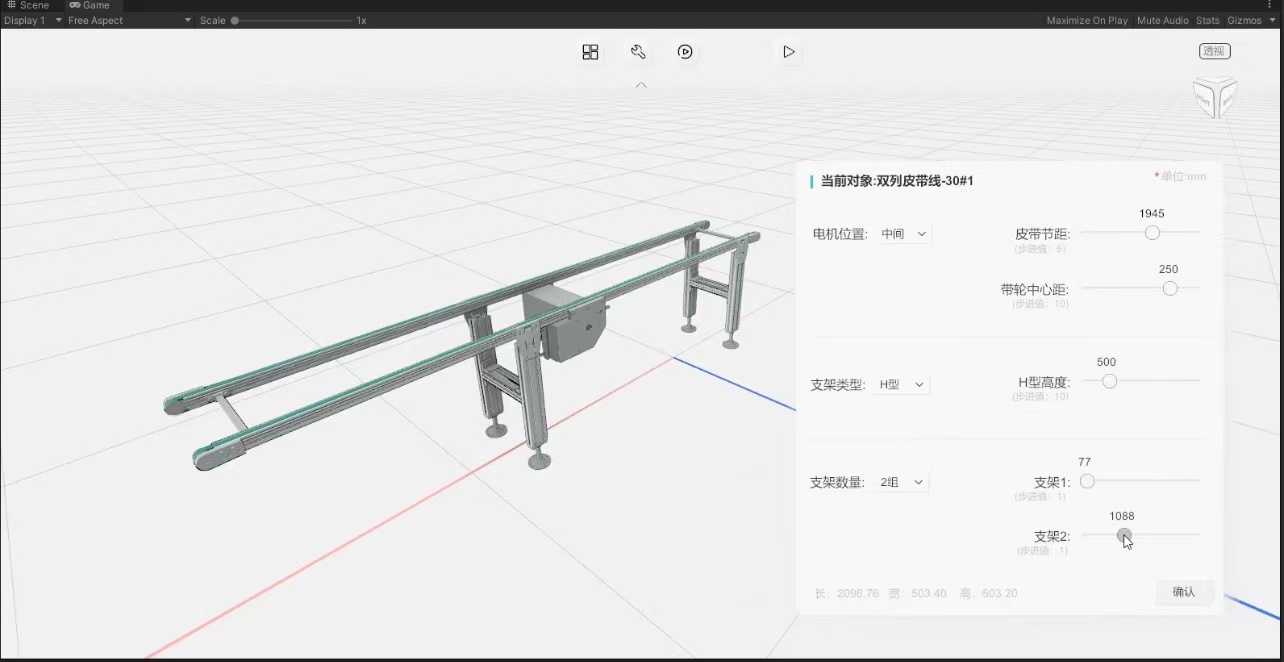 Scene Game
Display 1 Free Aspect Scale 1x Maximize On Play Mute Audio Stats Gizmos
透视
当前对象:双列皮带线-30#1
*单位:mm
1945
电机位置: 中间 皮带节距:
(步进值: 5)
250
带轮中心距:
(步进值: 10)
500
支架类型: H型 H型高度:
(步进值: 10)
77
支架数量: 2组 支架1:
(步进值: 1)
1088
支架2:
(步进值: 1)
长: 2096.76 宽: 503.40 高: 503.20
确认